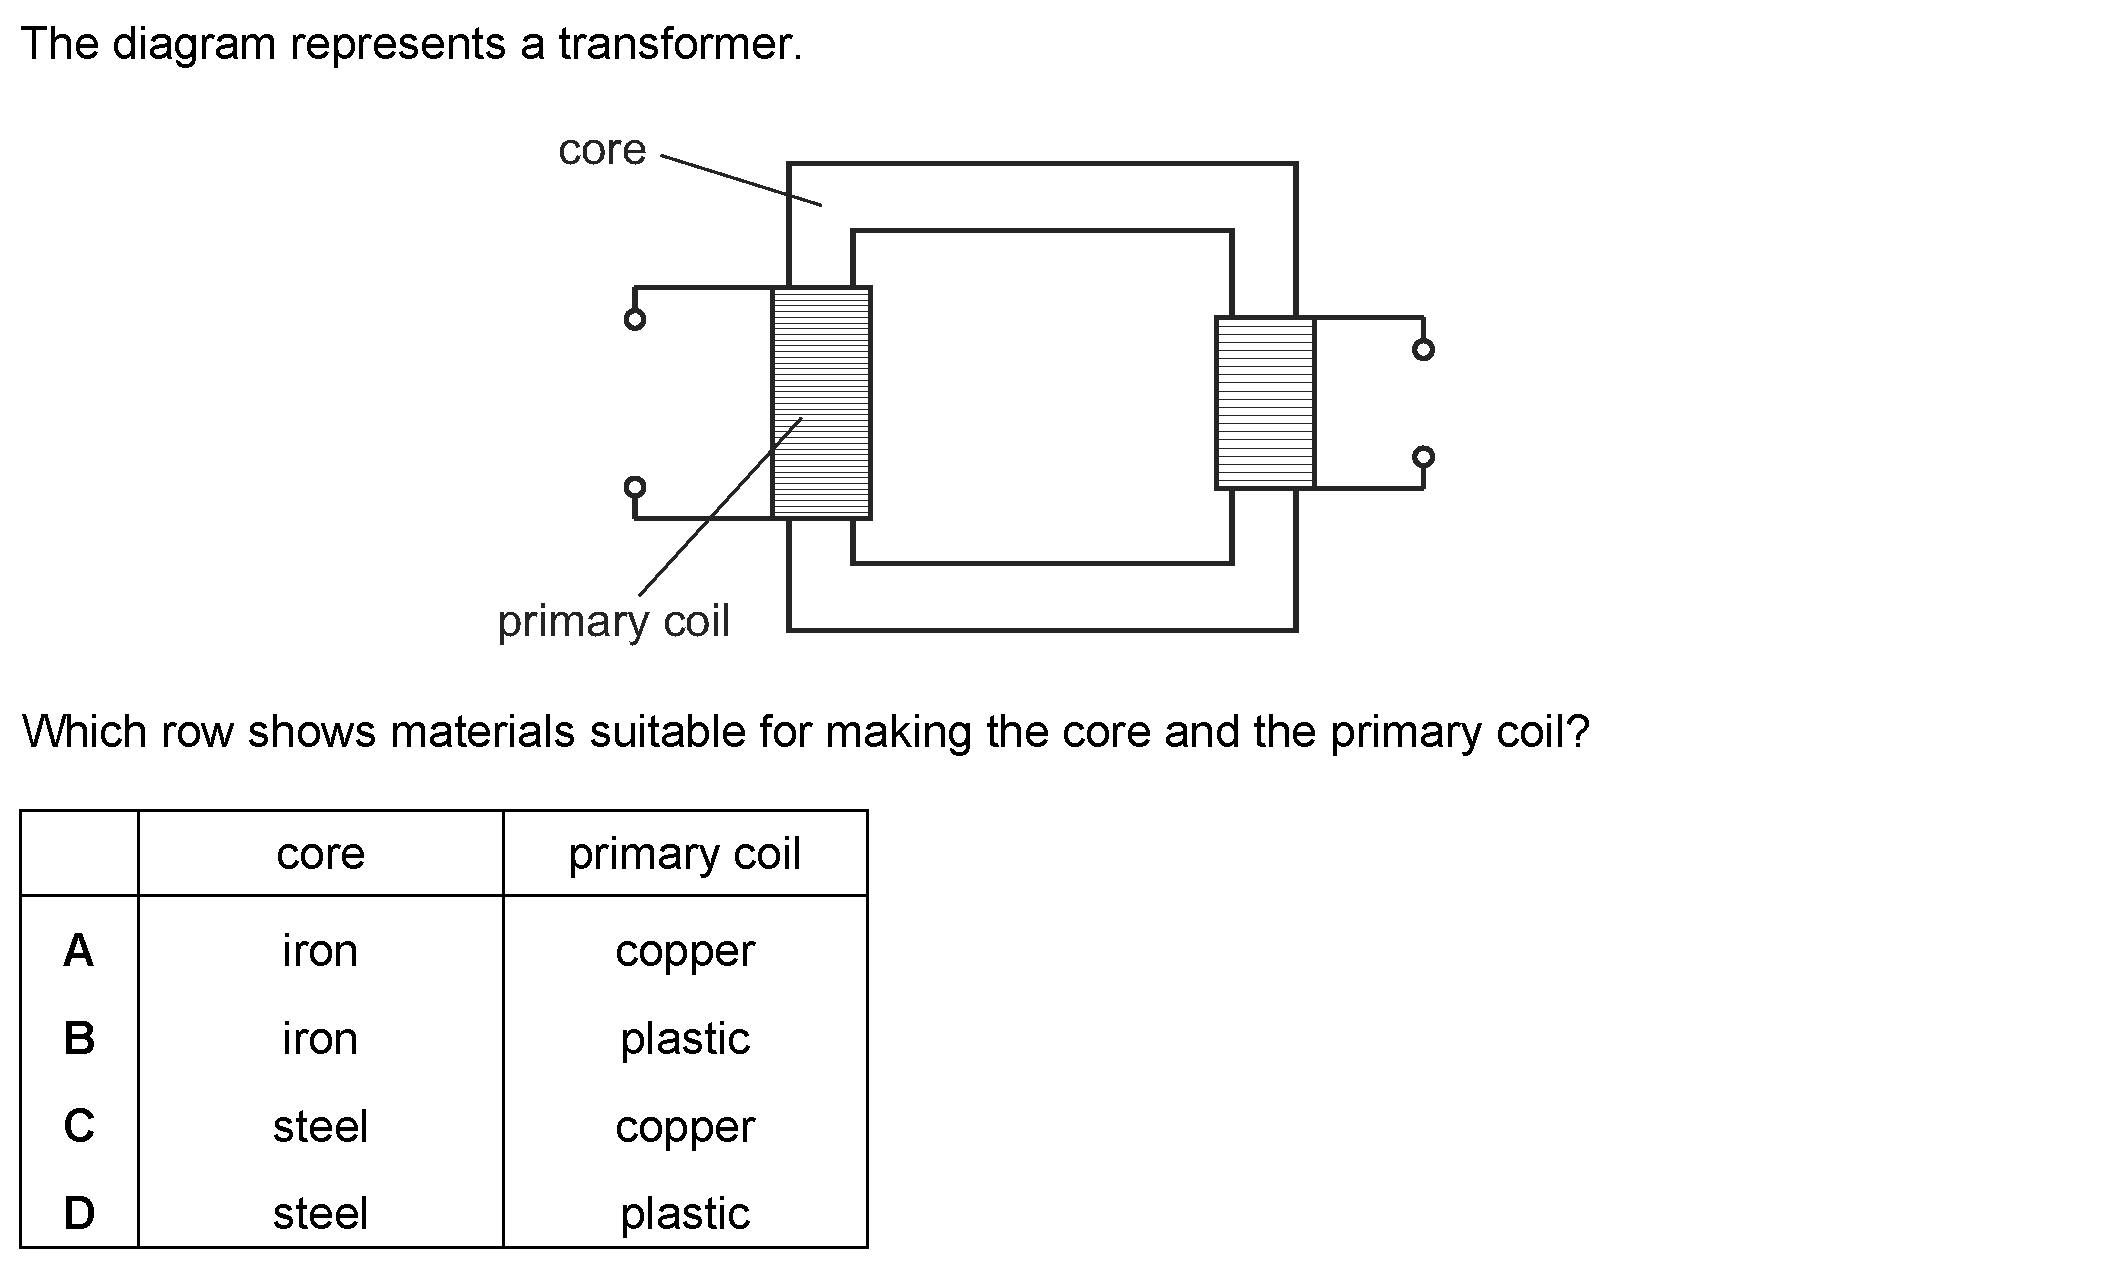 The diagram represents a transformer.
core
primary coil
Which row shows materials suitable for making the core and the primary coil?
core primary coil
A iron copper
B iron plastic
C steel copper
D steel plastic